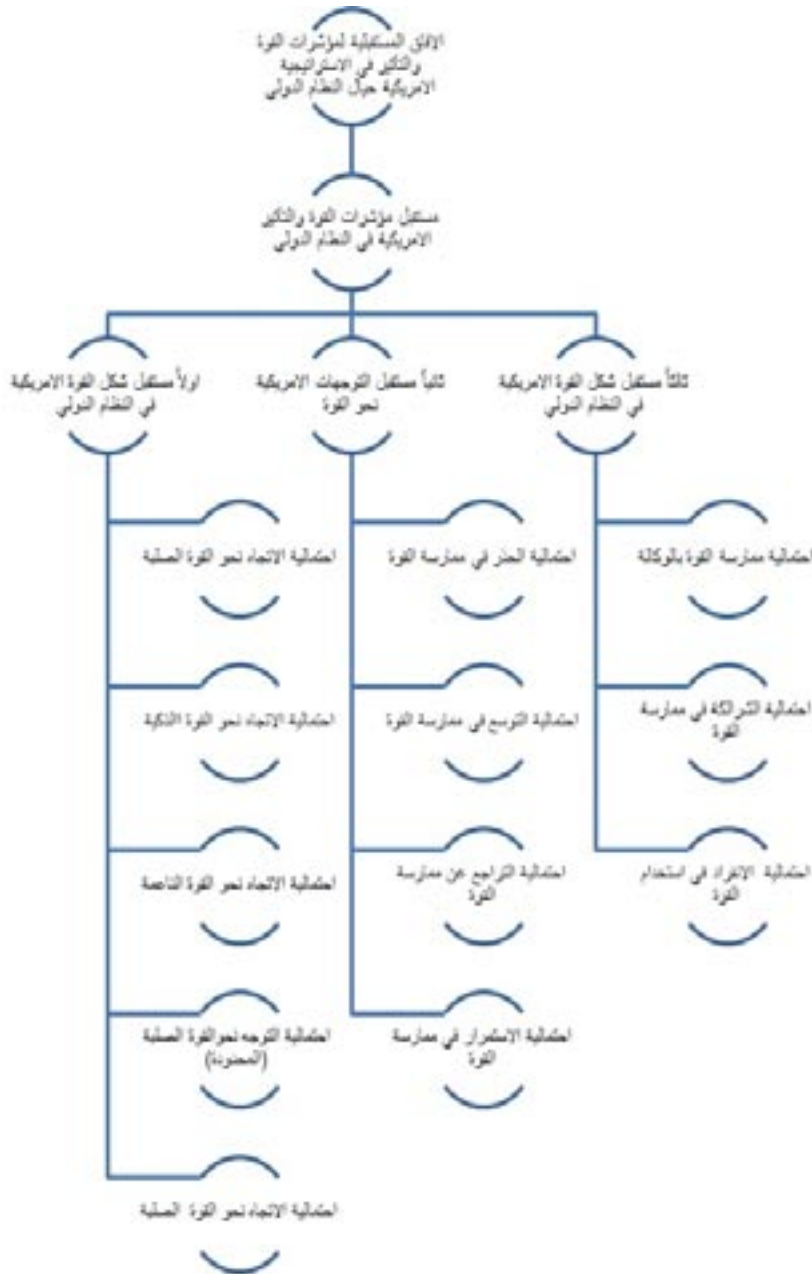 الافاق المستقبلية لمؤشرات القوة
والتأثير في الاستراتيجية
الامريكية حيال النظام الدولي
مستقبل مؤشرات القوة والتأثير
الامريكية في النظام الدولي
ثالثاً مستقبل شكل القوة الامريكية
في النظام الدولي
ثانياً مستقبل التوجهات الامريكية
نحو القوة
اولاً مستقبل شكل القوة الامريكية
في النظام الدولي
احتمالية ممارسة القوة بالوكالة
احتمالية الحذر في ممارسة القوة
احتمالية الاتجاه نحو القوة الصلبة
احتمالية الشراكة في ممارسة
القوة
احتمالية التوسع في ممارسة القوة
احتمالية الاتجاه نحو القوة الذكية
احتمالية الانفراد في استخدام
القوة
احتمالية التراجع عن ممارسة
القوة
احتمالية الاتجاه نحو القوة الناعمة
احتمالية الاستمرار في ممارسة
القوة
احتمالية التوجه نحوالقوة الصلبة
احتمالية الاتجاه نحو القوة الصلبة